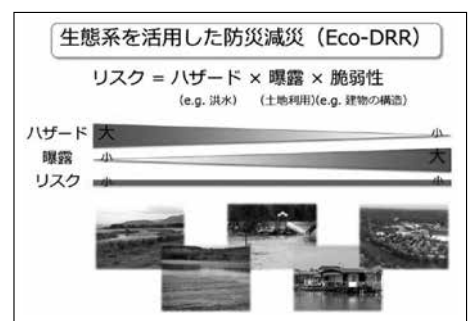 生態系を活用した防災減災（Eco-DRR）
リスク = ハザード × 曝露 × 脆弱性
(e.g. 洪水) (土地利用)(e.g. 建物の構造)
ハザード 大 小
曝露 小 大
リスク 小 小